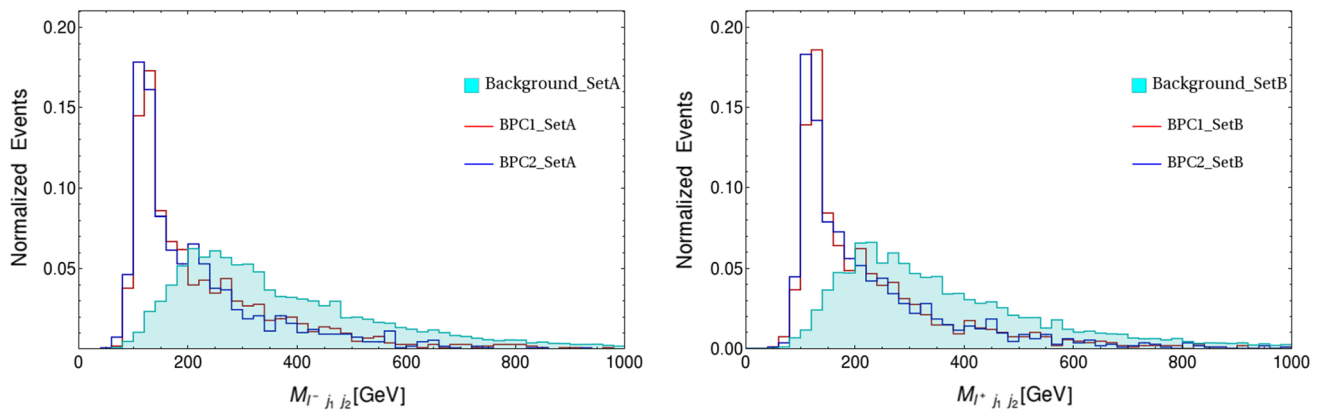 0.20
0.15
0.10
0.05
Normalized Events
Background_SetA
BPC1_SetA
BPC2_SetA
0 200 400 600 800 1000
M_{l^- j_1 j_2}[GeV]
0.20
0.15
0.10
0.05
0.00
Normalized Events
Background_SetB
BPC1_SetB
BPC2_SetB
0 200 400 600 800 1000
M_{l^+ j_1 j_2}[GeV]